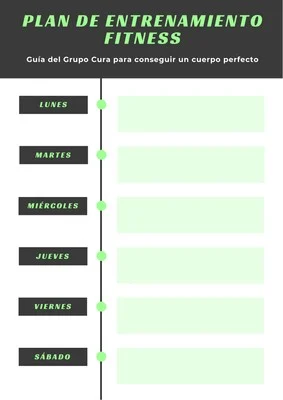 PLAN DE ENTRENAMIENTO
FITNESS
Guía del Grupo Cura para conseguir un cuerpo perfecto
LUNES
MARTES
MIÉRCOLES
JUEVES
VIERNES
SÁBADO